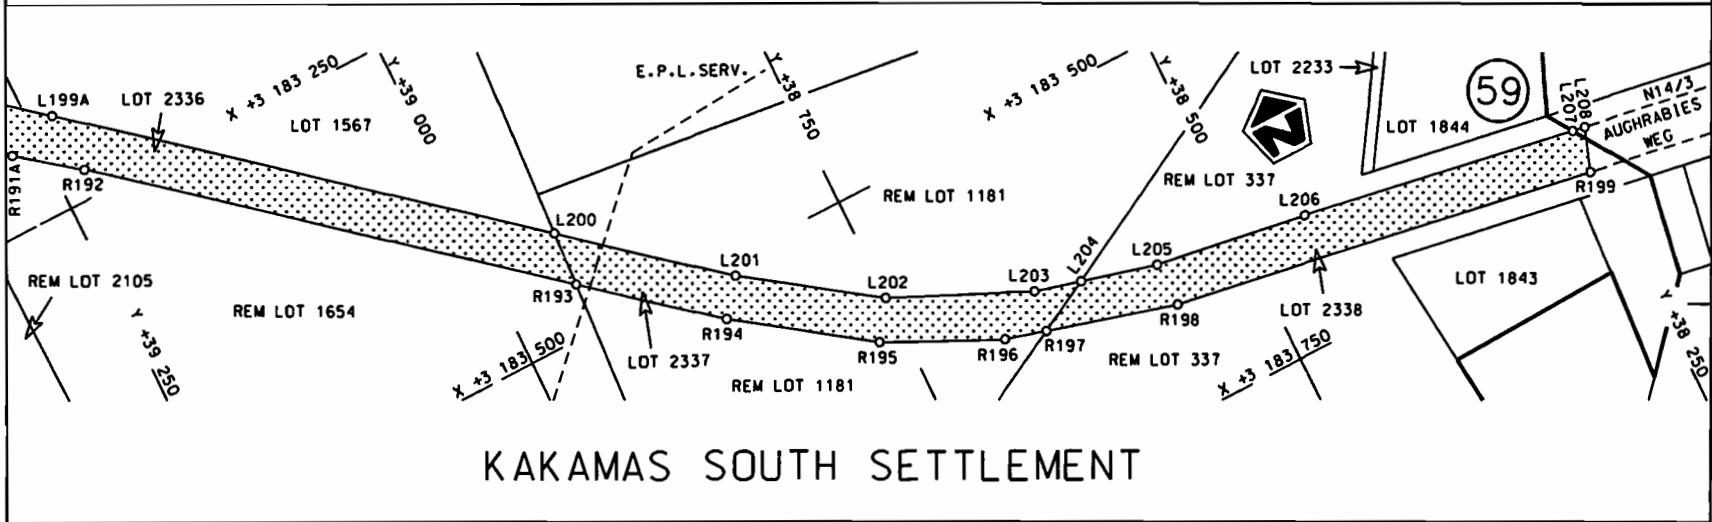 L199A
LOT 2336
X +3 183 250
Y +39 000
LOT 1567
E.P.L.SERV.
Y +38 750
X +3 183 500
Y +38 500
LOT 2233
59
L207
L208
N14/3
AUGHRABIES
WEG
LOT 1844
R191A
R192
REM LOT 1181
REM LOT 337
R199
L206
L200
L201
L202
L203
L204
L205
REM LOT 2105
REM LOT 1654
R193
R194
R195
R196
R197
R198
LOT 1843
LOT 2338
Y +39 250
X +3 183 500
LOT 2337
REM LOT 1181
REM LOT 337
X +3 183 750
Y +38 250
KAKAMAS SOUTH SETTLEMENT